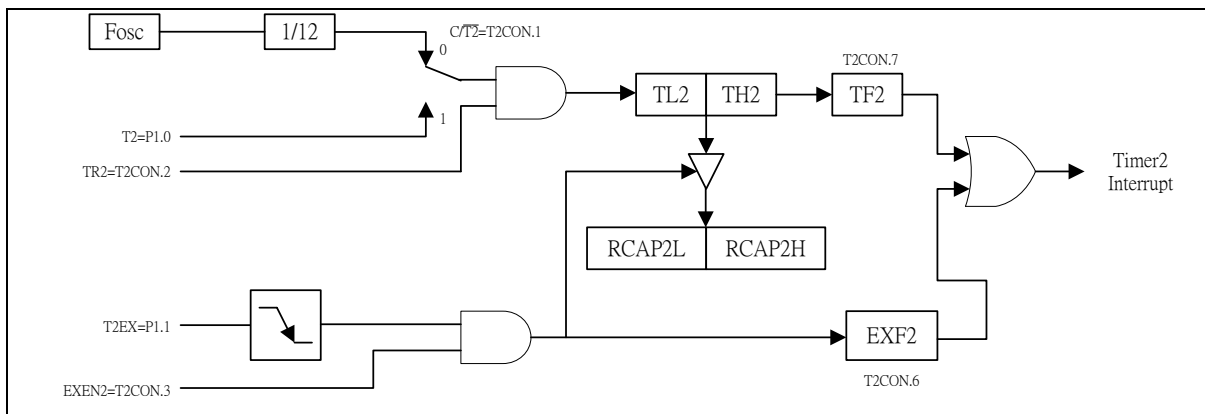 Fosc
1/12
C/T2=T2CON.1
0
1
T2=P1.0
TR2=T2CON.2
TL2
TH2
T2CON.7
TF2
Timer2
Interrupt
RCAP2L
RCAP2H
T2EX=P1.1
EXEN2=T2CON.3
EXF2
T2CON.6